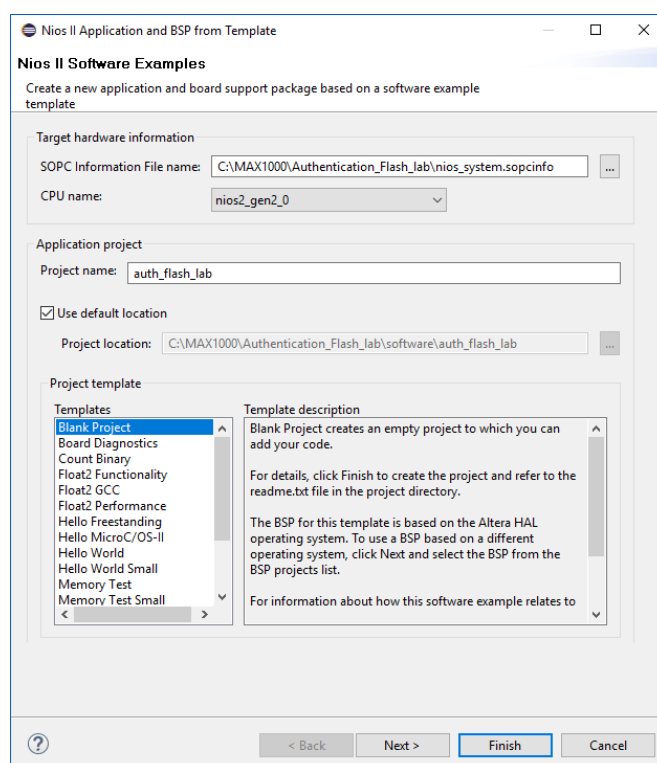 Nios II Application and BSP from Template
Nios II Software Examples
Create a new application and board support package based on a software example
template
Target hardware information
SOPC Information File name: C:\MAX1000\Authentication_Flash_lab\nios_system.sopcinfo ...
CPU name: nios2_gen2_0
Application project
Project name: auth_flash_lab
Use default location
Project location: C:\MAX1000\Authentication_Flash_lab\software\auth_flash_lab ...
Project template
Templates
Blank Project
Board Diagnostics
Count Binary
Float2 Functionality
Float2 GCC
Float2 Performance
Hello Freestanding
Hello MicroC/OS-II
Hello World
Hello World Small
Memory Test
Memory Test Small
Template description
Blank Project creates an empty project to which you can
add your code.
For details, click Finish to create the project and refer to the
readme.txt file in the project directory.
The BSP for this template is based on the Altera HAL
operating system. To use a BSP based on a different
operating system, click Next and select the BSP from the
BSP projects list.
For information about how this software example relates to
? < Back Next > Finish Cancel